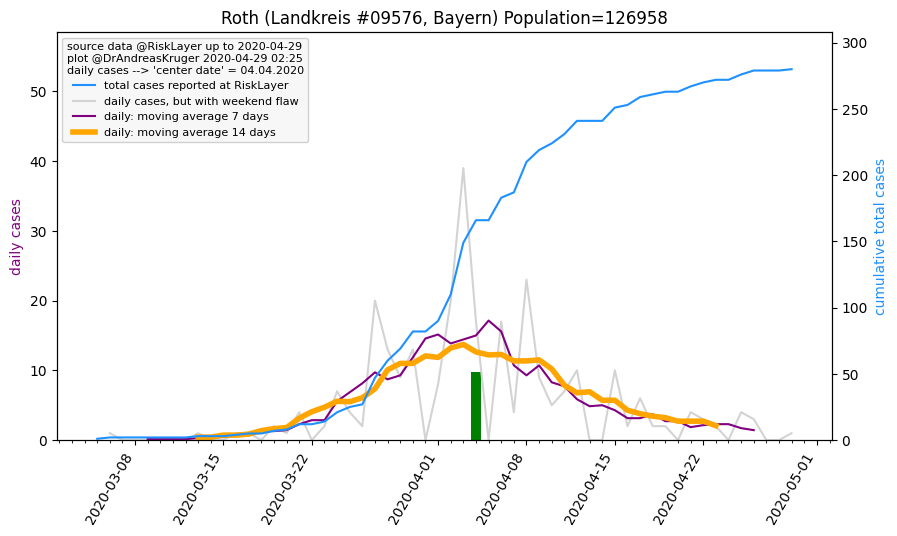 Roth (Landkreis #09576, Bayern) Population=126958
source data @RiskLayer up to 2020-04-29
plot @DrAndreasKruger 2020-04-29 02:25
daily cases --> 'center date' = 04.04.2020
total cases reported at RiskLayer
daily cases, but with weekend flaw
daily: moving average 7 days
daily: moving average 14 days
daily cases
50
40
30
20
10
0
300
250
200
150
100
50
0
cumulative total cases
2020-03-08
2020-03-15
2020-03-22
2020-04-01
2020-04-08
2020-04-15
2020-04-22
2020-05-01